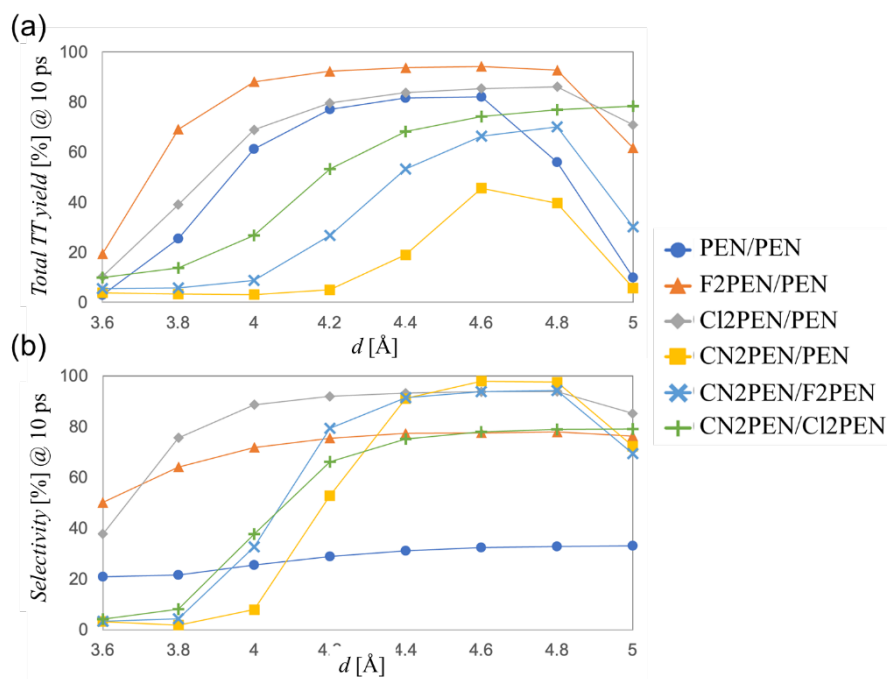 (a)
100
80
60
40
20
0
Total TT yield [%] @ 10 ps
3.6 3.8 4 4.2 4.4 4.6 4.8 5
d [Å]
(b)
100
80
60
40
20
0
Selectivity [%] @ 10 ps
3.6 3.8 4 4.4 4.6 4.8 5
d [Å]
PEN/PEN
F2PEN/PEN
Cl2PEN/PEN
CN2PEN/PEN
CN2PEN/F2PEN
CN2PEN/Cl2PEN